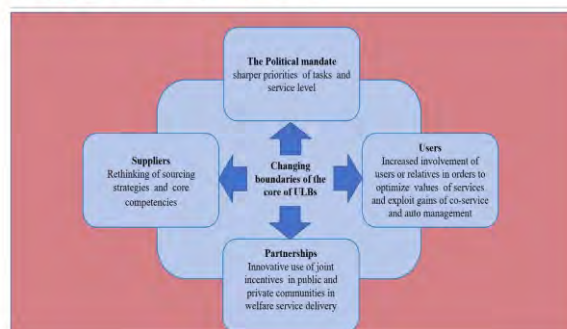 The Political mandate
sharper priorities of tasks and
service level
Suppliers
Rethinking of sourcing
strategies and core
competencies
Changing
boundaries of the
core of ULBs
Users
Increased involvement of
users or relatives in orders to
optimize values of services
and exploit gains of co-service
and auto management
Partnerships
Innovative use of joint
incentives in public and
private communities in
welfare service delivery